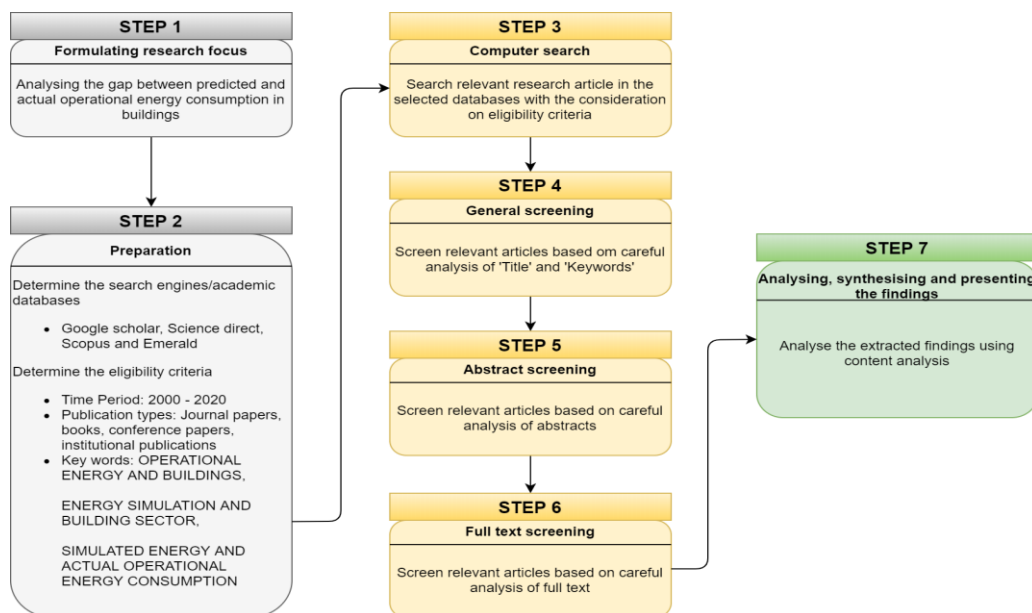 STEP 1
Formulating research focus
Analysing the gap between predicted and
actual operational energy consumption in
buildings
STEP 2
Preparation
Determine the search engines/academic
databases
• Google scholar, Science direct,
Scopus and Emerald
Determine the eligibility criteria
• Time Period: 2000 - 2020
• Publication types: Journal papers,
books, conference papers,
institutional publications
• Key words: OPERATIONAL
ENERGY AND BUILDINGS,
ENERGY SIMULATION AND
BUILDING SECTOR,
SIMULATED ENERGY AND
ACTUAL OPERATIONAL
ENERGY CONSUMPTION
STEP 3
Computer search
Search relevant research article in the
selected databases with the consideration
on eligibility criteria
STEP 4
General screening
Screen relevant articles based om careful
analysis of 'Title' and 'Keywords'
STEP 5
Abstract screening
Screen relevant articles based on careful
analysis of abstracts
STEP 6
Full text screening
Screen relevant articles based on careful
analysis of full text
STEP 7
Analysing, synthesising and presenting
the findings
Analyse the extracted findings using
content analysis